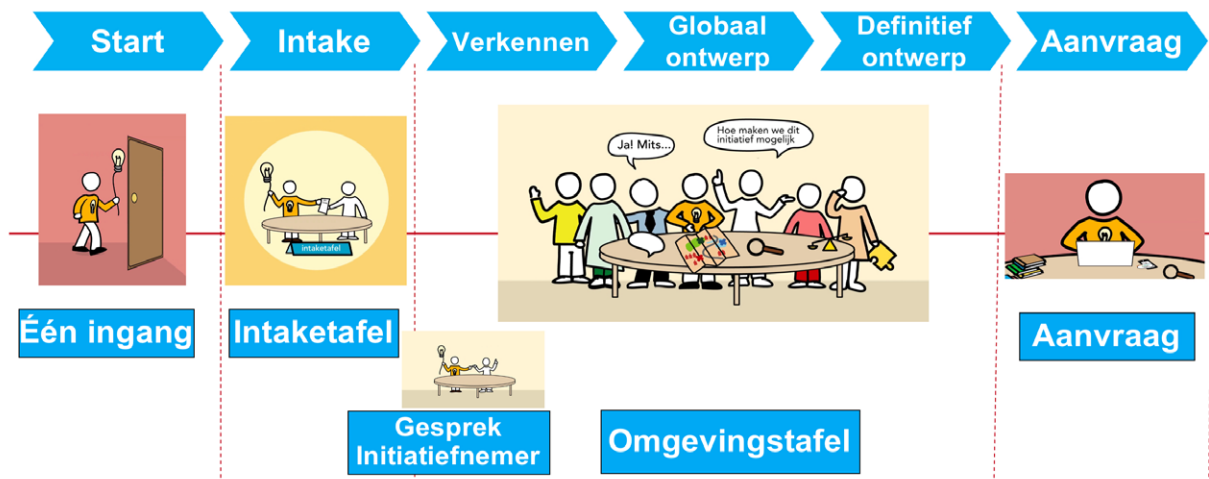 Start
Intake
Verkennen
Globaal
ontwerp
Definitief
ontwerp
Aanvraag
Ja! Mits...
Hoe maken we dit
initiatief mogelijk
intaketafel
Één ingang
Intaketafel
Gesprek
Initiatiefnemer
Omgevingstafel
Aanvraag